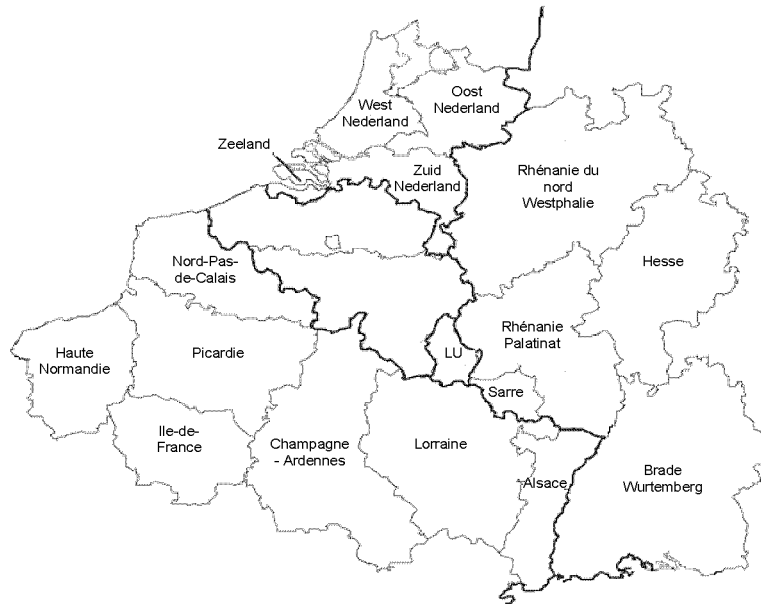 West
Nederland
Oost
Nederland
Zeeland
Zuid
Nederland
Rhénanie du
nord
Westphalie
Nord-Pas-
de-Calais
Hesse
Haute
Normandie
Picardie
LU
Rhénanie
Palatinat
Sarre
Ile-de-
France
Champagne
- Ardennes
Lorraine
Alsace
Brade
Wurtemberg